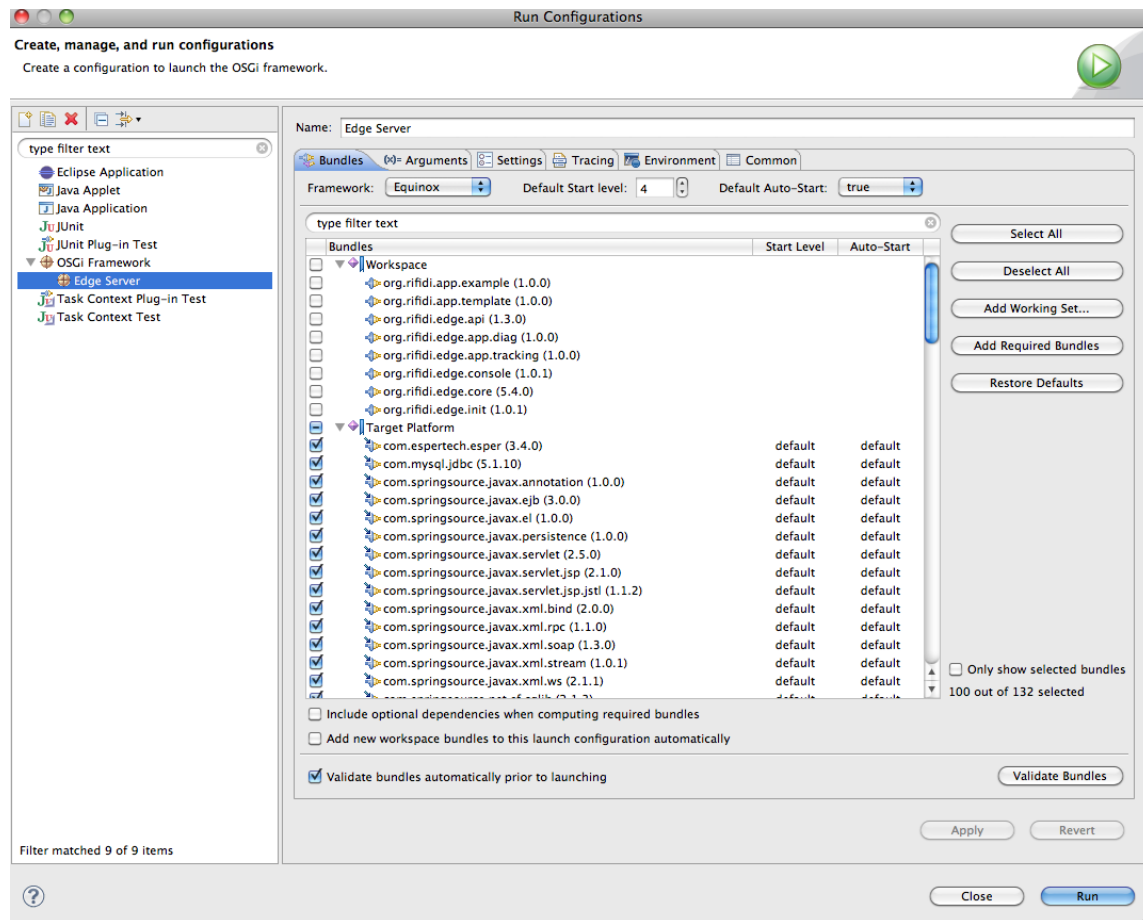 Run Configurations
Create, manage, and run configurations
Create a configuration to launch the OSGi framework.
type filter text
Eclipse Application
Java Applet
Java Application
Ju JUnit
JUnit Plug-in Test
OSGi Framework
Edge Server
Task Context Plug-in Test
Task Context Test
Filter matched 9 of 9 items
Name: Edge Server
Bundles (x)= Arguments Settings Tracing Environment Common
Framework: Equinox Default Start level: 4 Default Auto-Start: true
type filter text
Bundles Start Level Auto-Start
Workspace
org.rifidi.app.example (1.0.0)
org.rifidi.app.template (1.0.0)
org.rifidi.edge.api (1.3.0)
org.rifidi.edge.app.diag (1.0.0)
org.rifidi.edge.app.tracking (1.0.0)
org.rifidi.edge.console (1.0.1)
org.rifidi.edge.core (5.4.0)
org.rifidi.edge.init (1.0.1)
Target Platform
com.espertech.esper (3.4.0) default default
com.mysql.jdbc (5.1.10) default default
com.springsource.javax.annotation (1.0.0) default default
com.springsource.javax.ejb (3.0.0) default default
com.springsource.javax.el (1.0.0) default default
com.springsource.javax.persistence (1.0.0) default default
com.springsource.javax.servlet (2.5.0) default default
com.springsource.javax.servlet.jsp (2.1.0) default default
com.springsource.javax.servlet.jsp.jstl (1.1.2) default default
com.springsource.javax.xml.bind (2.0.0) default default
com.springsource.javax.xml.rpc (1.1.0) default default
com.springsource.javax.xml.soap (1.3.0) default default
com.springsource.javax.xml.stream (1.0.1) default default
com.springsource.javax.xml.ws (2.1.1) default default
Select All
Deselect All
Add Working Set...
Add Required Bundles
Restore Defaults
Only show selected bundles
100 out of 132 selected
Include optional dependencies when computing required bundles
Add new workspace bundles to this launch configuration automatically
Validate bundles automatically prior to launching
Validate Bundles
Apply Revert
? Close Run